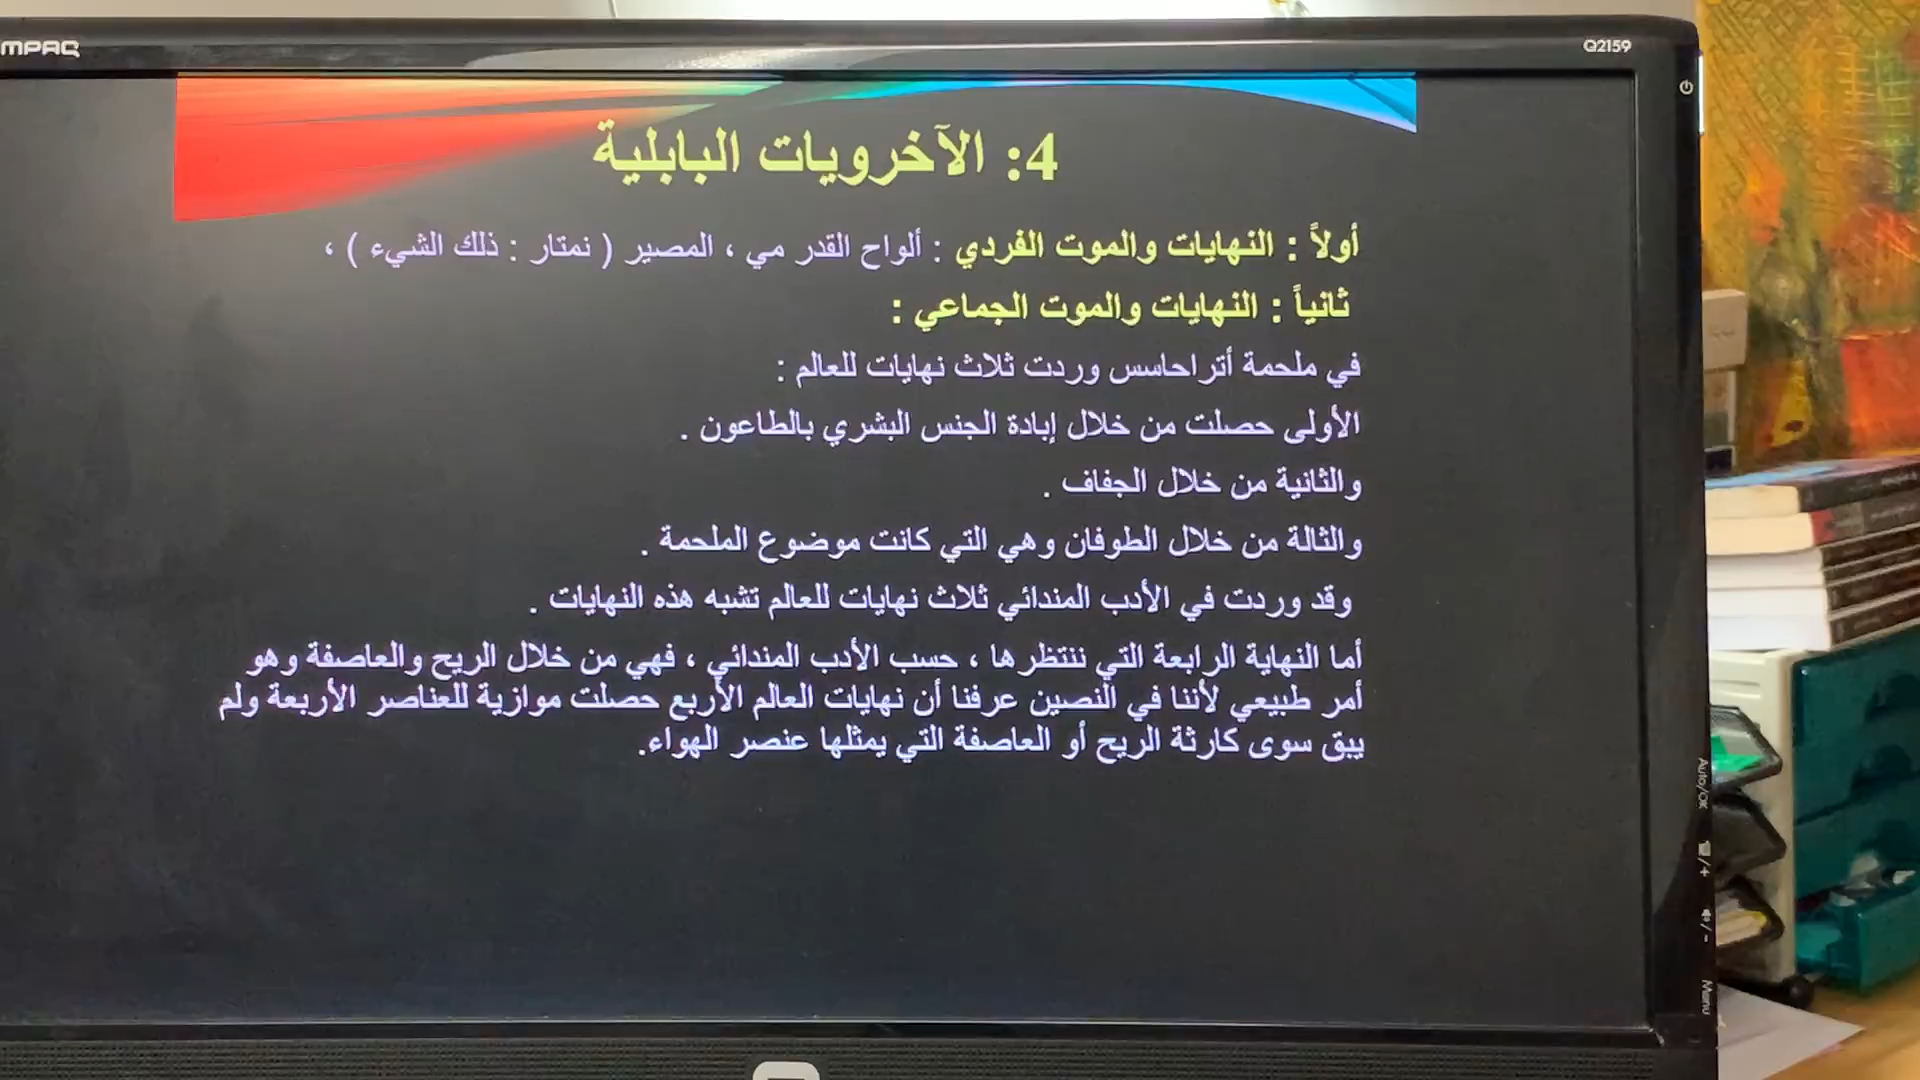 MPAQ
Q2159
4: الآخرويات البابلية
أولاً : النهايات والموت الفردي : ألواح القدر مي ، المصير ( نمتار : ذلك الشيء ) ،
ثانياً : النهايات والموت الجماعي :
في ملحمة أتراحاسس وردت ثلاث نهايات للعالم :
الأولى حصلت من خلال إبادة الجنس البشري بالطاعون .
والثانية من خلال الجفاف .
والثالة من خلال الطوفان وهي التي كانت موضوع الملحمة .
وقد وردت في الأدب المندائي ثلاث نهايات للعالم تشبه هذه النهايات .
أما النهاية الرابعة التي ننتظرها ، حسب الأدب المندائي ، فهي من خلال الريح والعاصفة وهو
أمر طبيعي لأننا في النصين عرفنا أن نهايات العالم الأربع حصلت موازية للعناصر الأربعة ولم
يبق سوى كارثة الريح أو العاصفة التي يمثلها عنصر الهواء.
Auto/OK
Menu